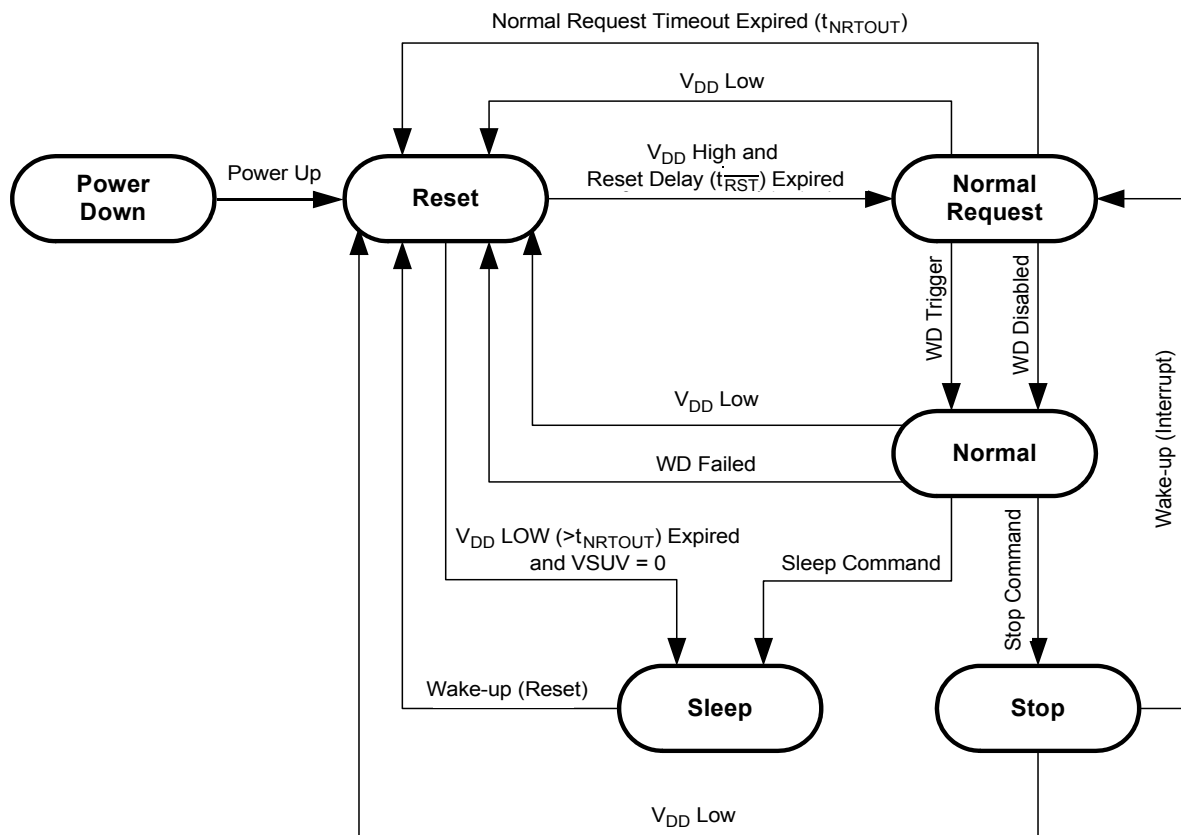 Normal Request Timeout Expired (tNRTOUT)
VDD Low
Power Down
Power Up
Reset
VDD High and
Reset Delay (tRST) Expired
Normal
Request
WD Trigger
WD Disabled
VDD Low
Normal
WD Failed
Wake-up (Interrupt)
VDD LOW (>tNRTOUT) Expired
and VSUV = 0
Sleep Command
Stop Command
Wake-up (Reset)
Sleep
Stop
VDD Low